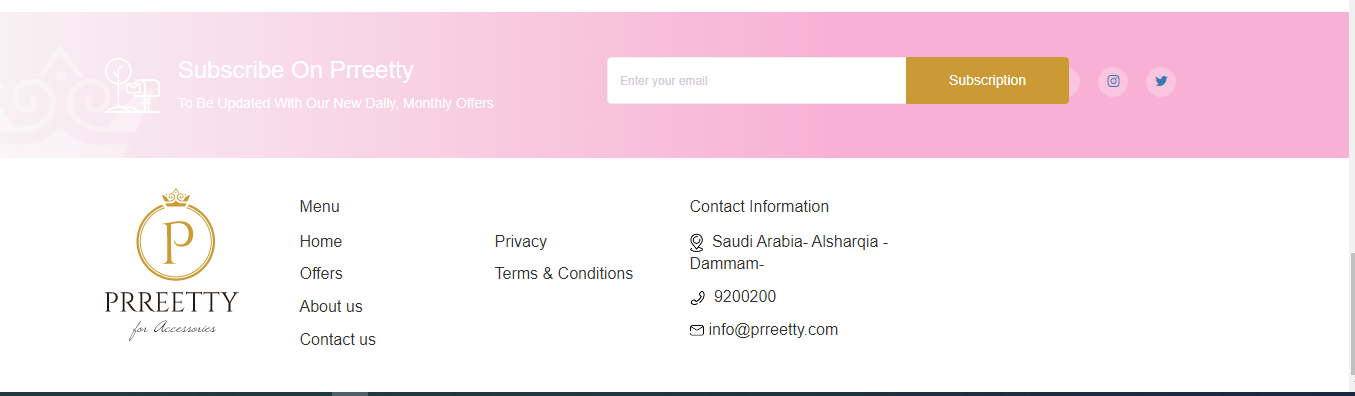 Subscribe On Prreetty
To Be Updated With Our New Daily, Monthly Offers
Enter your email
Subscription
P
PRREETTY
for Accessories
Menu
Home
Offers
About us
Contact us
Privacy
Terms & Conditions
Contact Information
Saudi Arabia- Alsharqia -
Dammam-
9200200
info@prreetty.com